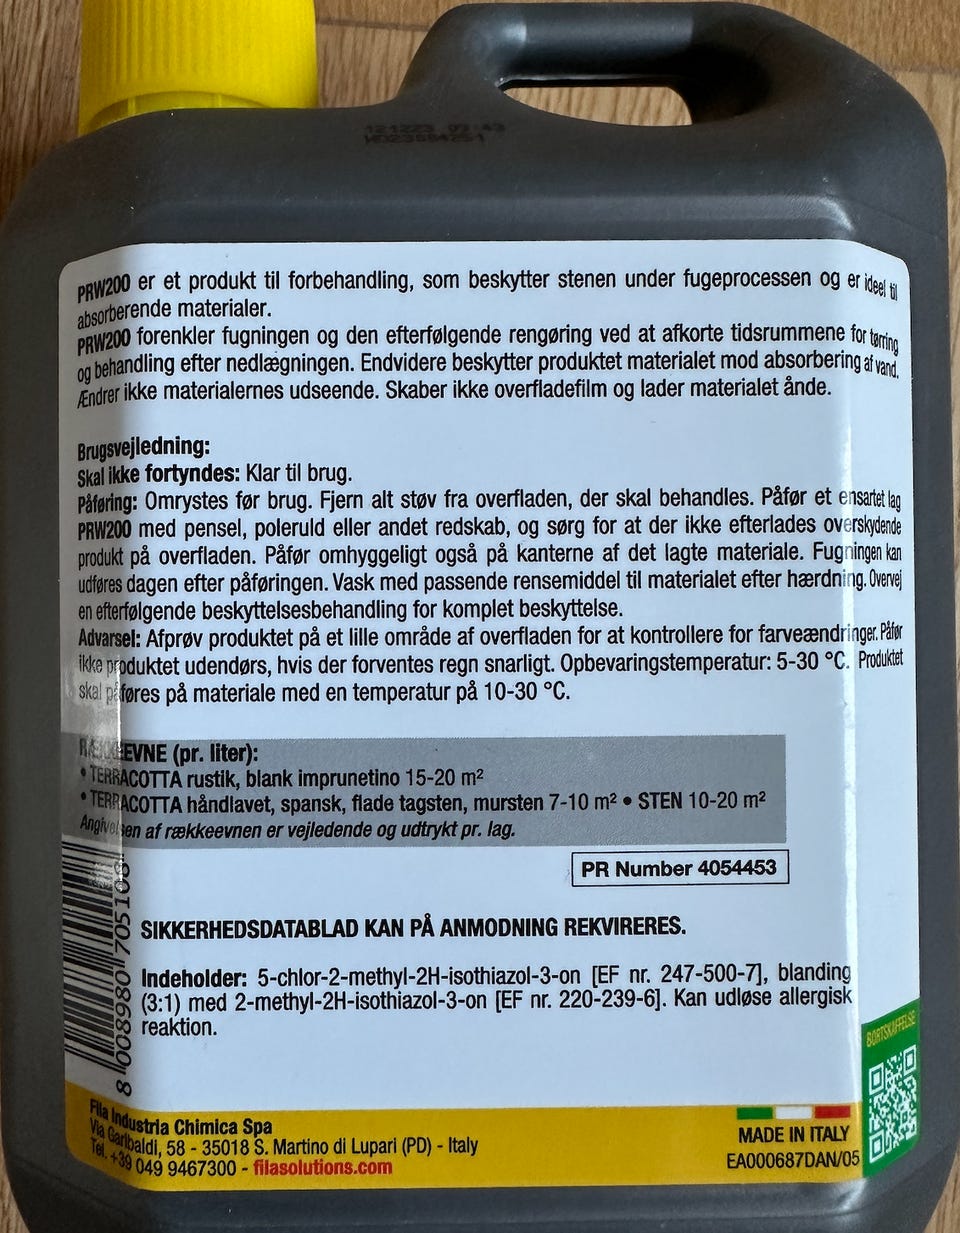 121223 07:43
PRW200 er et produkt til forbehandling, som beskytter stenen under fugeprocessen og er ideel til
absorberende materialer.
PRW200 forenkler fugningen og den efterfølgende rengøring ved at afkorte tidsrummene for tørring
og behandling efter nedlægningen. Endvidere beskytter produktet materialet mod absorbering af vand.
Ændrer ikke materialernes udseende. Skaber ikke overfladefilm og lader materialet ånde.
Brugsvejledning:
Skal ikke fortyndes: Klar til brug.
Påføring: Omrystes før brug. Fjern alt støv fra overfladen, der skal behandles. Påfør et ensartet lag
PRW200 med pensel, poleruld eller andet redskab, og sørg for at der ikke efterlades overskydende
produkt på overfladen. Påfør omhyggeligt også på kanterne af det lagte materiale. Fugningen kan
udføres dagen efter påføringen. Vask med passende rensemiddel til materialet efter hærdning. Overvej
en efterfølgende beskyttelsesbehandling for komplet beskyttelse.
Advarsel: Afprøv produktet på et lille område af overfladen for at kontrollere for farveændringer. Påfør
ikke produktet udendørs, hvis der forventes regn snarligt. Opbevaringstemperatur: 5-30 °C. Produktet
skal påføres på materiale med en temperatur på 10-30 °C.
RÆKKEEVNE (pr. liter):
• TERRACOTTA rustik, blank imprunetino 15-20 m²
• TERRACOTTA håndlavet, spansk, flade tagsten, mursten 7-10 m² • STEN 10-20 m²
Angivelsen af rækkeevnen er vejledende og udtrykt pr. lag.
PR Number 4054453
SIKKERHEDSDATABLAD KAN PÅ ANMODNING REKVIRERES.
Indeholder: 5-chlor-2-methyl-2H-isothiazol-3-on [EF nr. 247-500-7], blanding
(3:1) med 2-methyl-2H-isothiazol-3-on [EF nr. 220-239-6]. Kan udløse allergisk
reaktion.
8 008980 705108
BORTSKAFFELSE
Fila Industria Chimica Spa
Via Garibaldi, 58 - 35018 S. Martino di Lupari (PD) - Italy
Tel. +39 049 9467300 - filasolutions.com
MADE IN ITALY
EA000687DAN/05